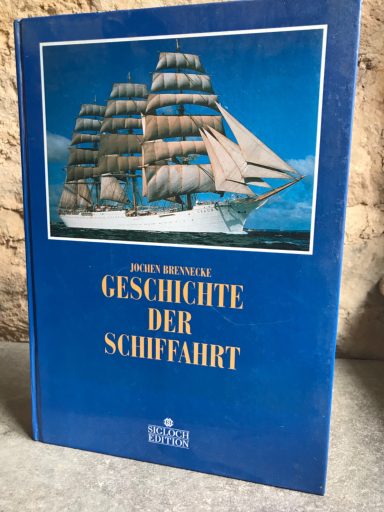 JOCHEN BRENNECKE
GESCHICHTE
DER
SCHIFFAHRT
SIGLOCH
EDITION